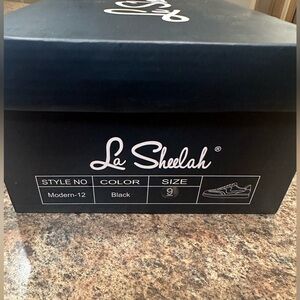 La Sheelah®
STYLE NO COLOR SIZE
Modern-12 Black 9